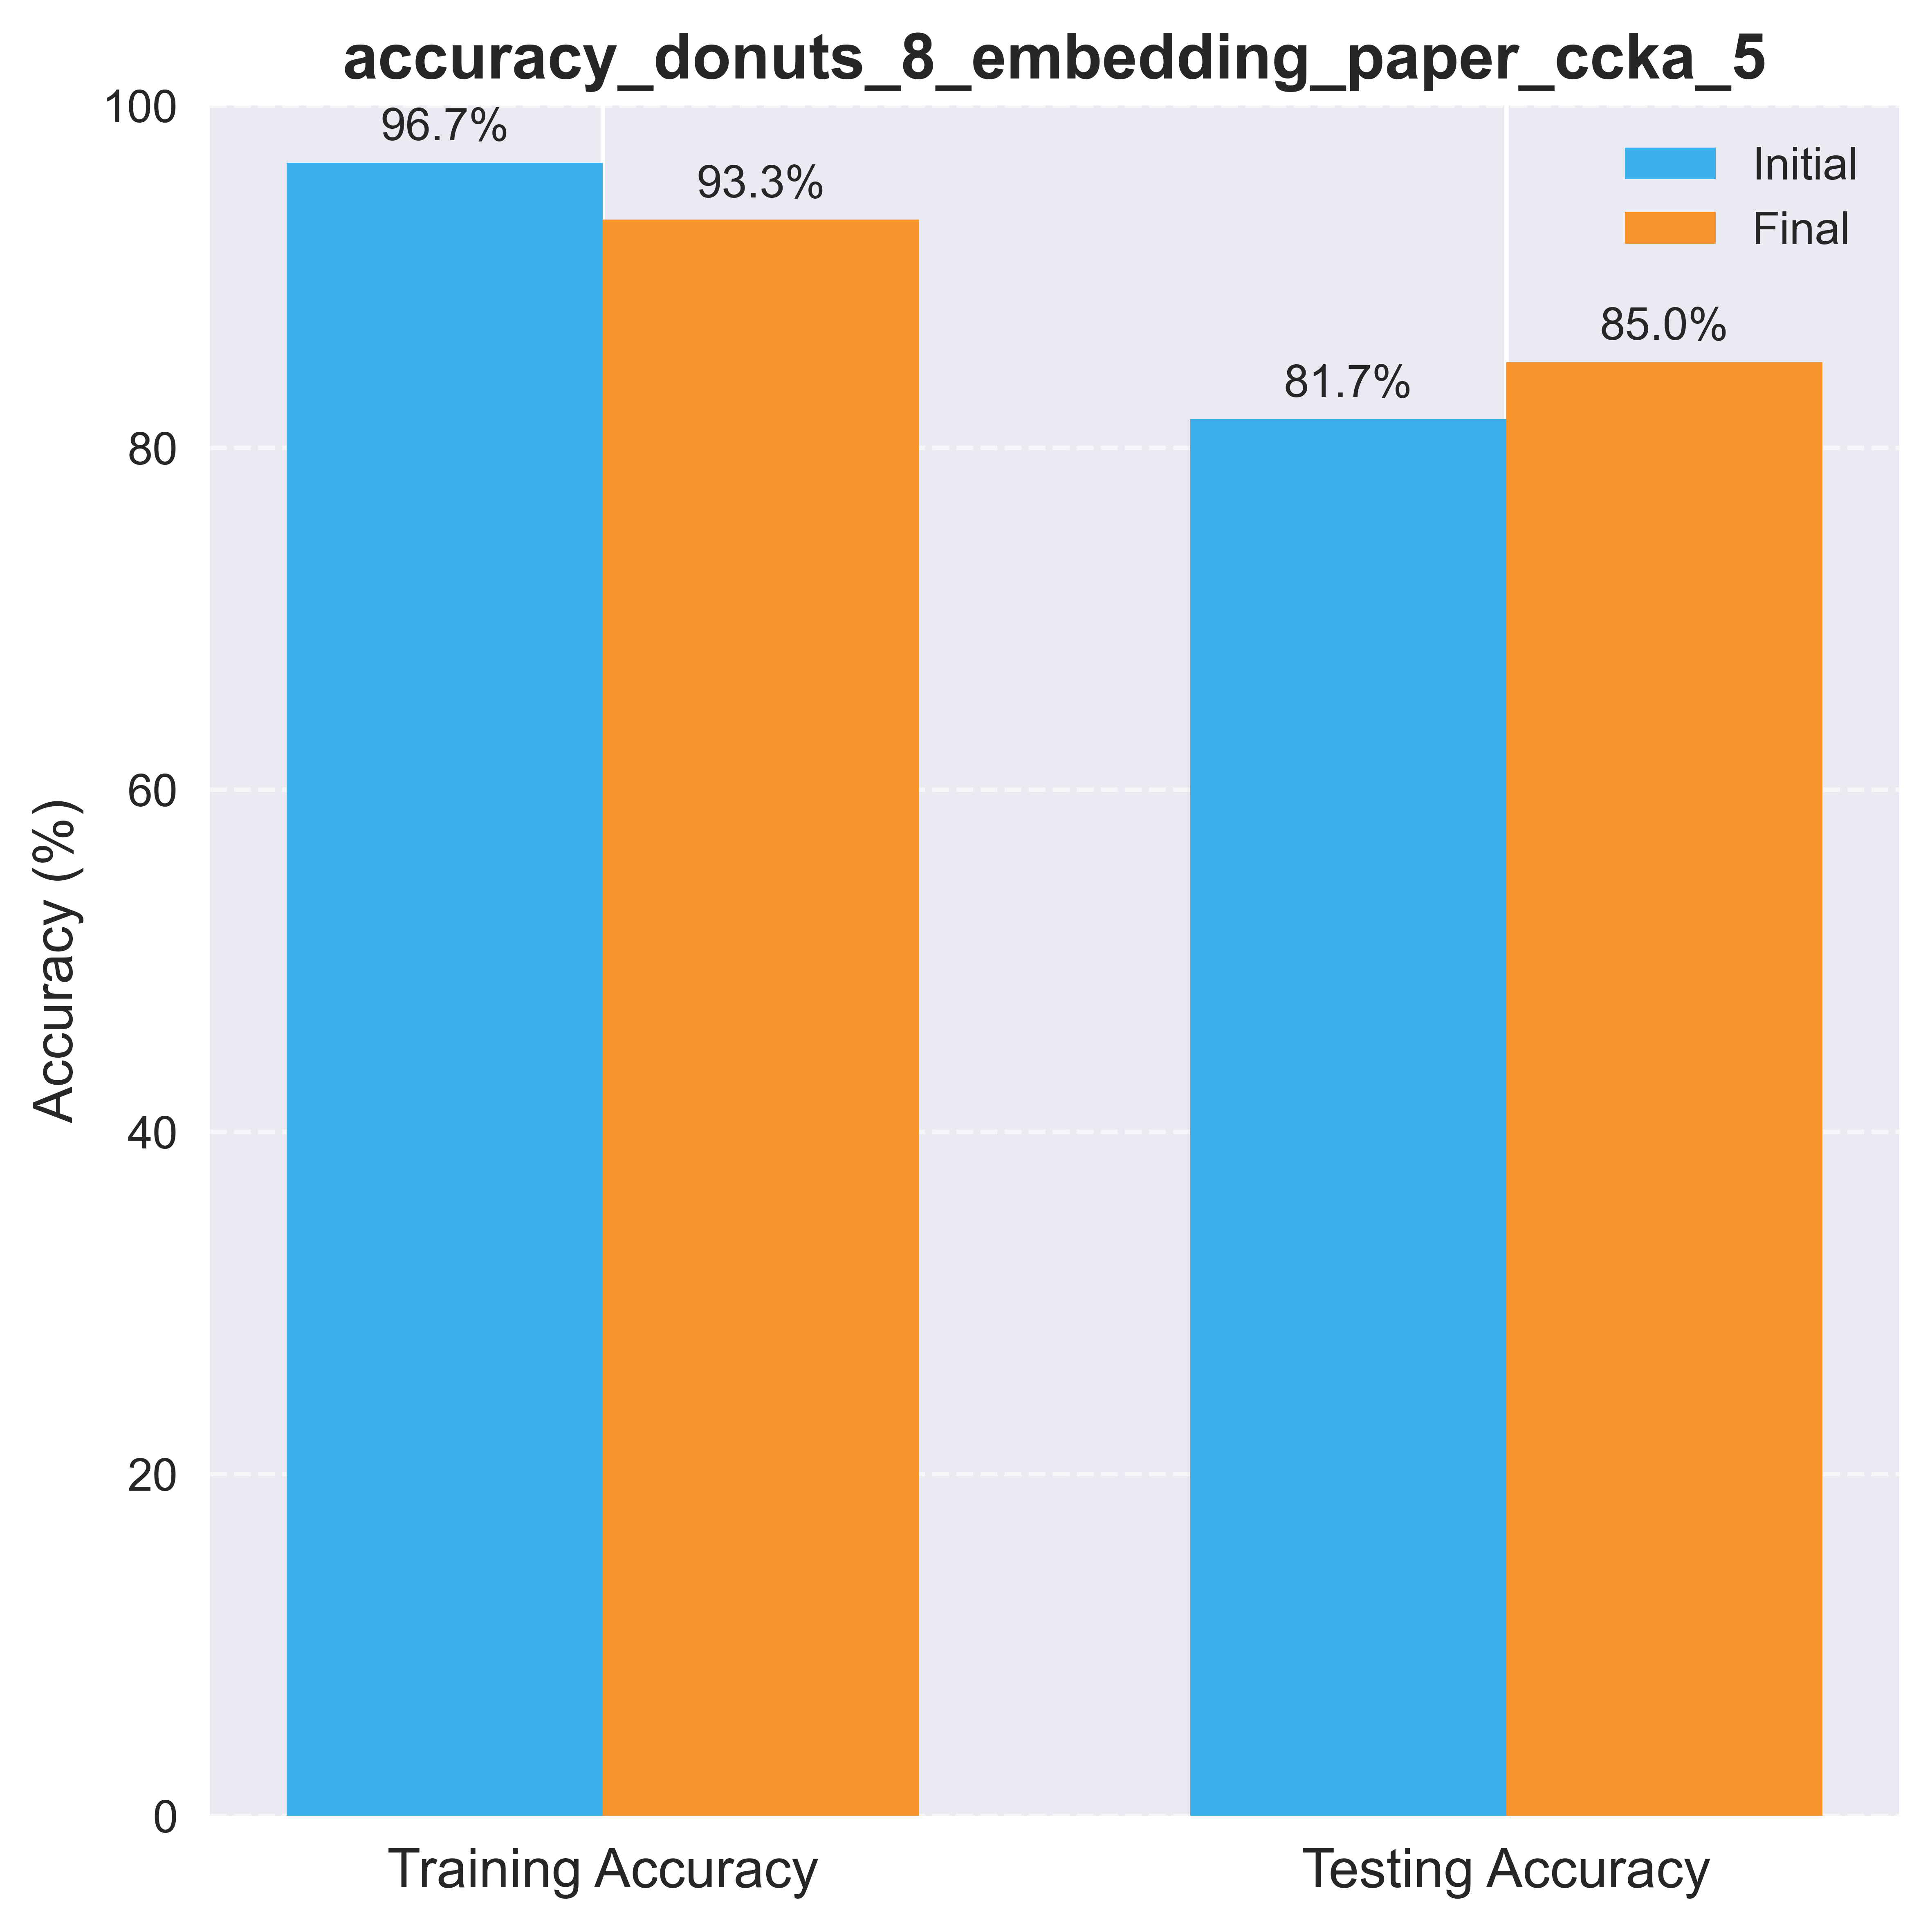 accuracy_donuts_8_embedding_paper_ccka_5
100
96.7%
93.3%
Initial
Final
85.0%
81.7%
80
60
Accuracy (%)
40
20
0
Training Accuracy
Testing Accuracy